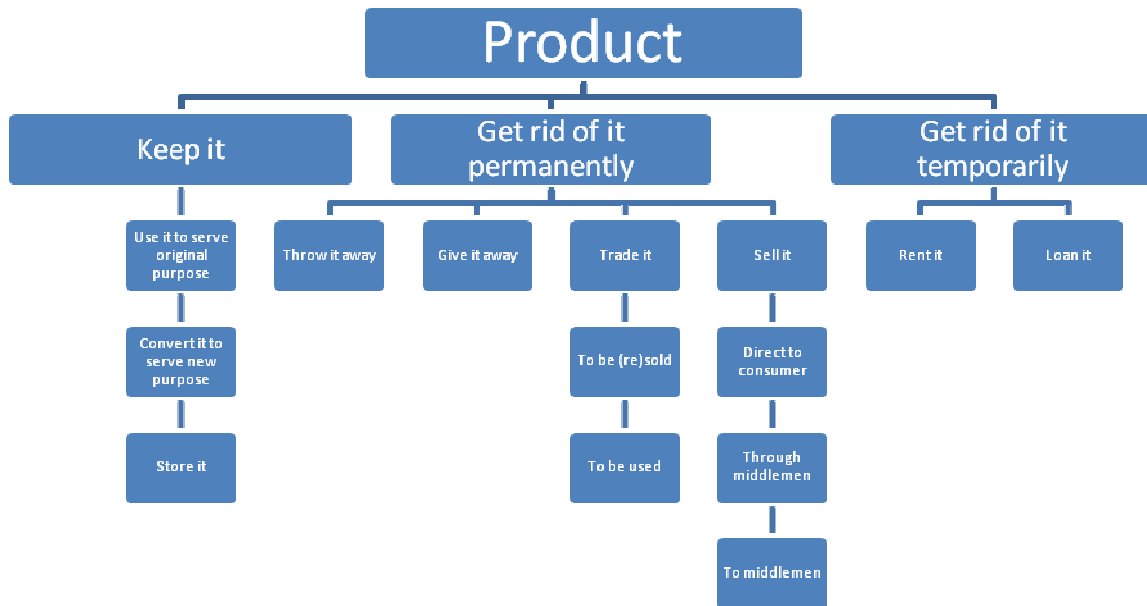 Product
Keep it
Get rid of it
permanently
Get rid of it
temporarily
Use it to serve
original
purpose
Throw it away
Give it away
Trade it
Sell it
Rent it
Loan it
Convert it to
serve new
purpose
To be (re)sold
Direct to
consumer
Store it
To be used
Through
middlemen
To middlemen